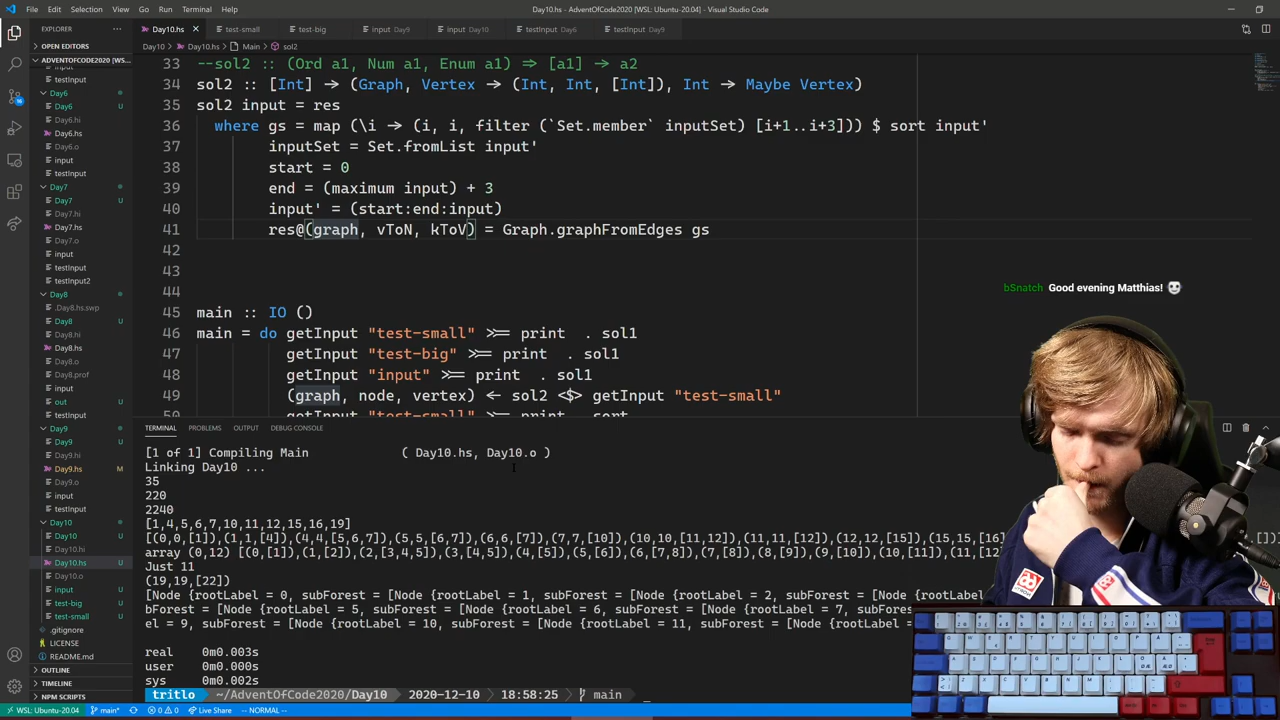 File Edit Selection View Go Run Terminal Help
Day10.hs - AdventOfCode2020 [WSL: Ubuntu-20.04] - Visual Studio Code
EXPLORER
Day10.hs
test-small
test-big
input Day9
input Day10
testInput Day6
testInput Day9
Day10 > Day10.hs > Main > sol2
OPEN EDITORS
ADVENTOFCODE2020 [WS...
input
testInput
Day6
Day6 U
Day6.hi
Day6.hs
Day6.o
input
testInput
Day7
Day7 U
Day7.hi
Day7.hs
Day7.o
input
testInput
testInput2
Day8
.Day8.hs.swp
Day8 U
Day8.hi
Day8.hs
Day8.o
Day8.prof
input
out U
testInput
Day9
Day9 U
Day9.hi
Day9.hs M
Day9.o
input
testInput
Day10
Day10 U
Day10.hi
Day10.hs U
Day10.o
input U
test-big U
test-small U
.gitignore
LICENSE
README.md
OUTLINE
TIMELINE
NPM SCRIPTS
33 --sol2 :: (Ord a1, Num a1, Enum a1) => [a1] -> a2
34 sol2 :: [Int] -> (Graph, Vertex -> (Int, Int, [Int]), Int -> Maybe Vertex)
35 sol2 input = res
36 where gs = map (\i -> (i, i, filter (`Set.member` inputSet) [i+1..i+3])) $ sort input'
37 inputSet = Set.fromList input'
38 start = 0
39 end = (maximum input) + 3
40 input' = (start:end:input)
41 res@(graph, vToN, kToV) = Graph.graphFromEdges gs
42
43
44
45 main :: IO ()
46 main = do getInput "test-small" >>= print . sol1
47 getInput "test-big" >>= print . sol1
48 getInput "input" >>= print . sol1
49 (graph, node, vertex) <- sol2 <$> getInput "test-small"
bSnatch Good evening Matthias!
TERMINAL PROBLEMS OUTPUT DEBUG CONSOLE
[1 of 1] Compiling Main ( Day10.hs, Day10.o )
Linking Day10 ...
35
220
2240
[1,4,5,6,7,10,11,12,15,16,19]
[(0,0,[1]),(1,1,[4]),(4,4,[5,6,7]),(5,5,[6,7]),(6,6,[7]),(7,7,[10]),(10,10,[11,12]),(11,11,[12]),(12,12,[15]),(15,15,[16
array (0,12) [(0,[1]),(1,[2]),(2,[3,4,5]),(3,[4,5]),(4,[5]),(5,[6]),(6,[7,8]),(7,[8]),(8,[9]),(9,[10]),(10,[11]),(11,[12
Just 11
(19,19,[22])
[Node {rootLabel = 0, subForest = [Node {rootLabel = 1, subForest = [Node {rootLabel = 2, subForest = [Node {rootLabel = 3, su
bForest = [Node {rootLabel = 5, subForest = [Node {rootLabel = 6, subForest = [Node {rootLabel = 7,
el = 9, subForest = [Node {rootLabel = 10, subForest = [Node {rootLabel = 11, subForest = [Node
real 0m0.003s
user 0m0.000s
sys 0m0.002s
tritlo ~/AdventOfCode2020/Day10 2020-12-10 18:58:25 main
WSL: Ubuntu-20.04 main* 0 0 Live Share -- NORMAL --